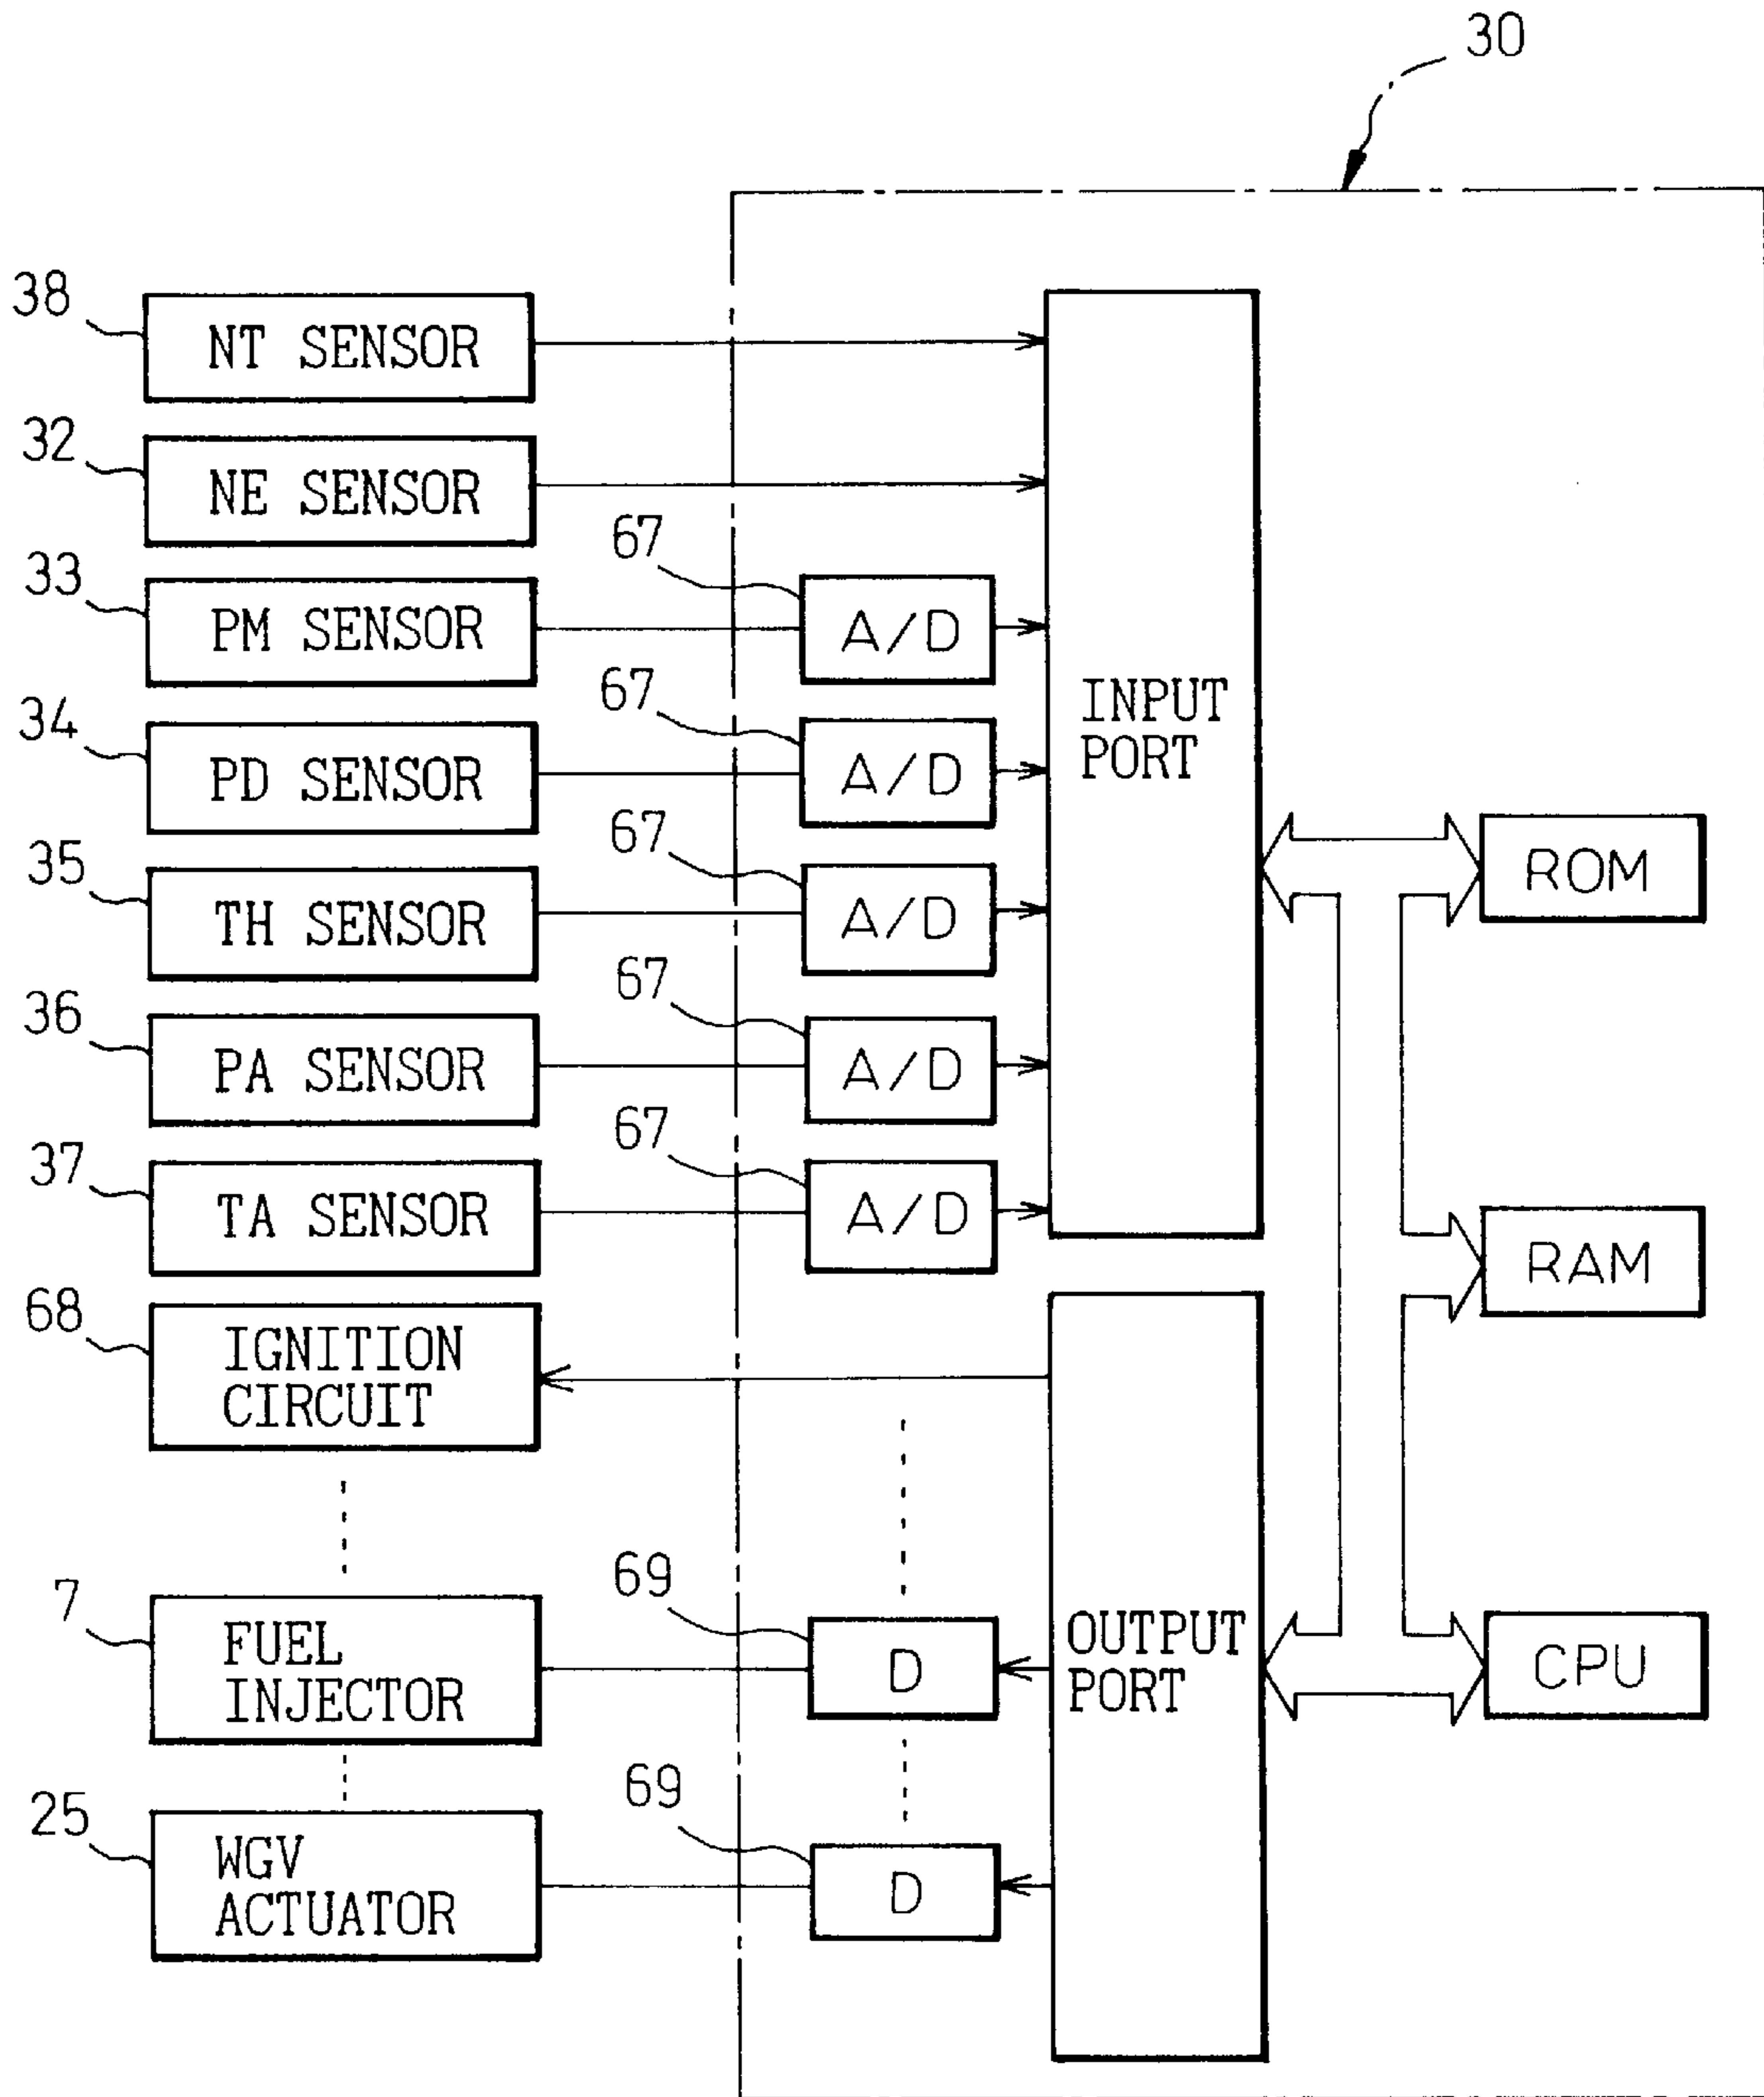 30
38
NT SENSOR
32
NE SENSOR
33
PM SENSOR
67
A/D
34
PD SENSOR
67
A/D
35
TH SENSOR
67
A/D
36
PA SENSOR
67
A/D
37
TA SENSOR
67
A/D
INPUT
PORT
ROM
RAM
CPU
68
IGNITION
CIRCUIT
7
FUEL
INJECTOR
69
D
25
WGV
ACTUATOR
69
D
OUTPUT
PORT